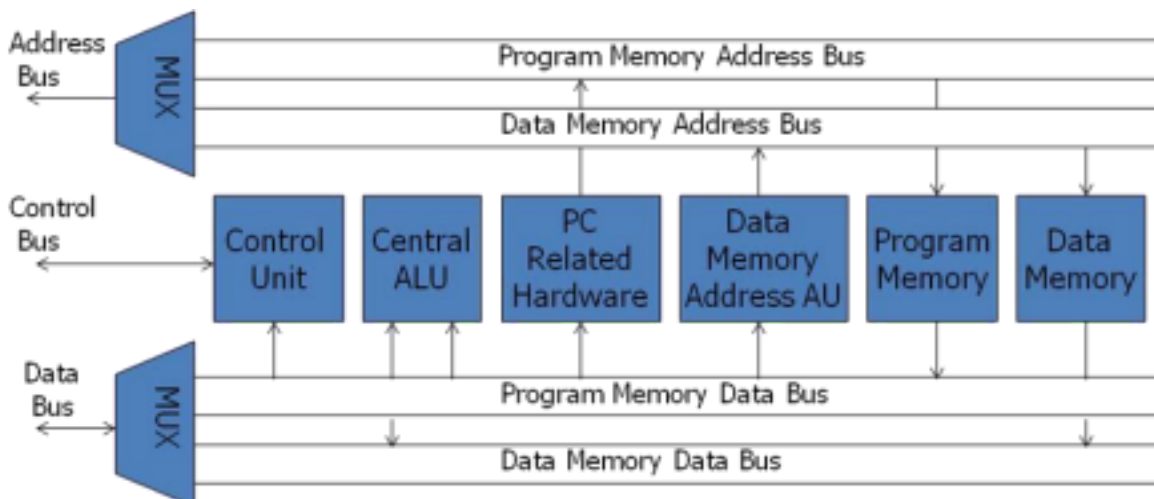 Address
Bus
MUX
Program Memory Address Bus
Data Memory Address Bus
Control
Bus
Control
Unit
Central
ALU
PC
Related
Hardware
Data
Memory
Address AU
Program
Memory
Data
Memory
Data
Bus
MUX
Program Memory Data Bus
Data Memory Data Bus